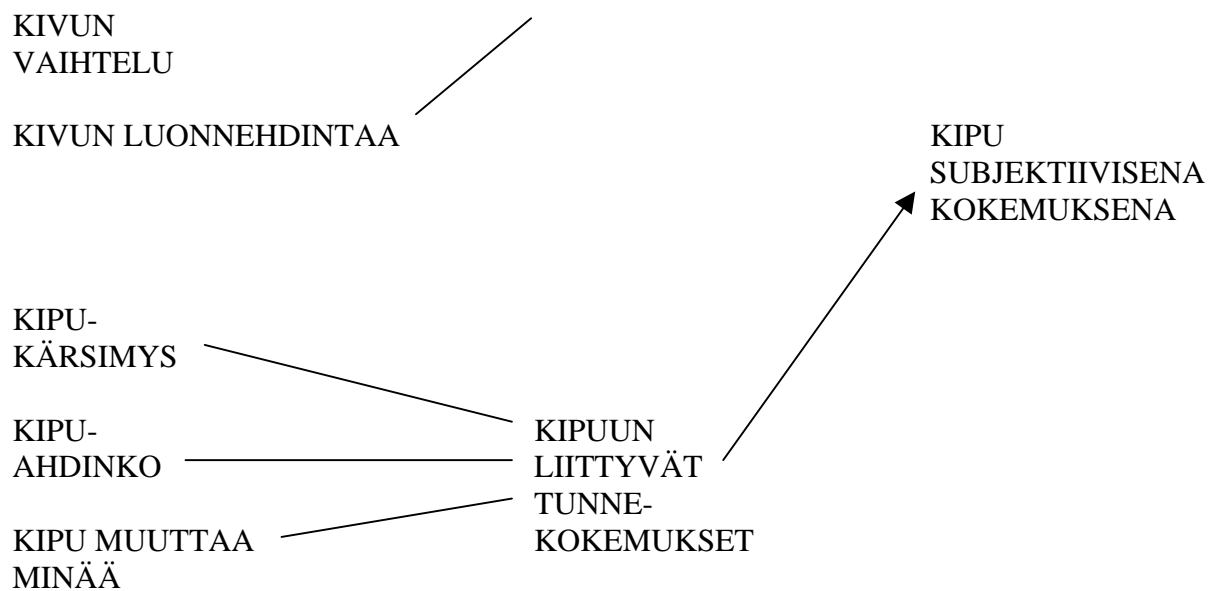 KIVUN
VAIHTELU
KIVUN LUONNEHDINTAA
KIPU
SUBJEKTIIVISENA
KOKEMUKSENA
KIPU-
KÄRSIMYS
KIPU-
AHDINKO
KIPUUN
LIITTYVÄT
TUNNE-
KOKEMUKSET
KIPU MUUTTAA
MINÄÄ